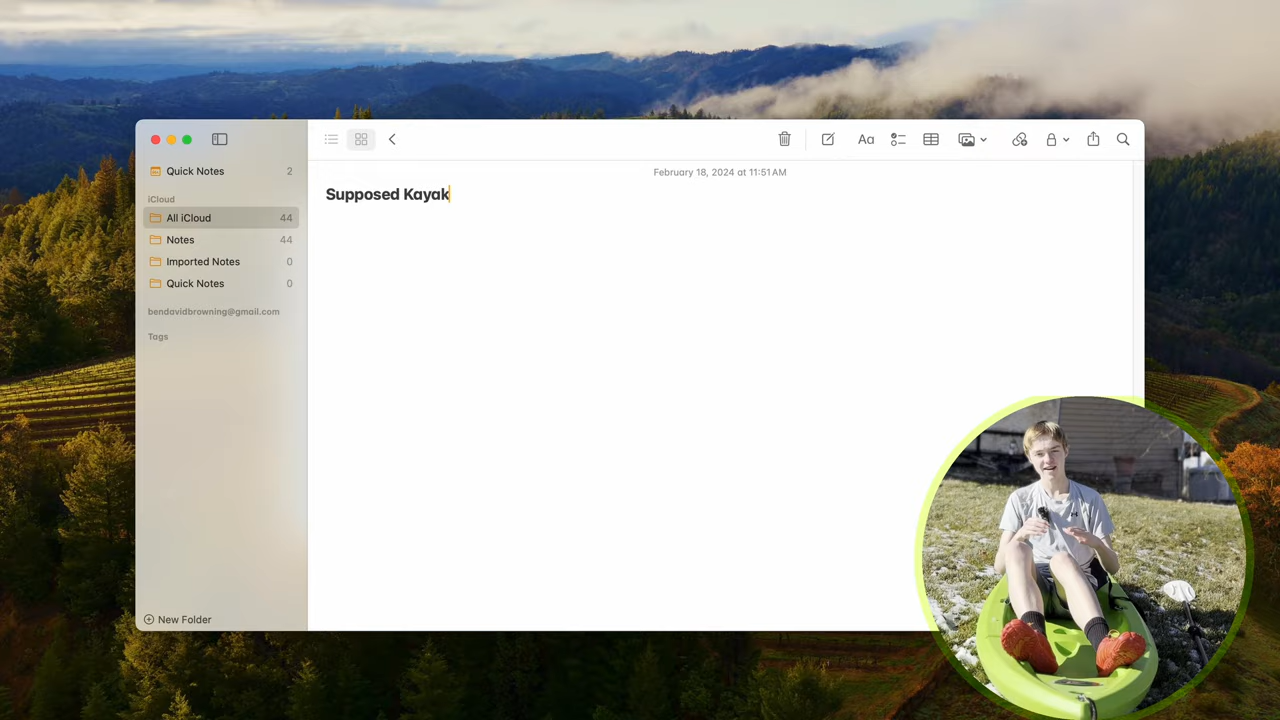 Quick Notes 2
iCloud
All iCloud 44
Notes 44
Imported Notes 0
Quick Notes 0
bendavidbrowning@gmail.com
Tags
New Folder
Aa
February 18, 2024 at 11:51 AM
Supposed Kayak